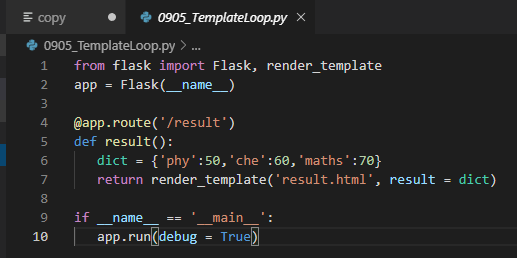 copy
0905_TemplateLoop.py
0905_TemplateLoop.py > ...
1 from flask import Flask, render_template
2 app = Flask(__name__)
3
4 @app.route('/result')
5 def result():
6    dict = {'phy':50,'che':60,'maths':70}
7    return render_template('result.html', result = dict)
8
9 if __name__ == '__main__':
10    app.run(debug = True)